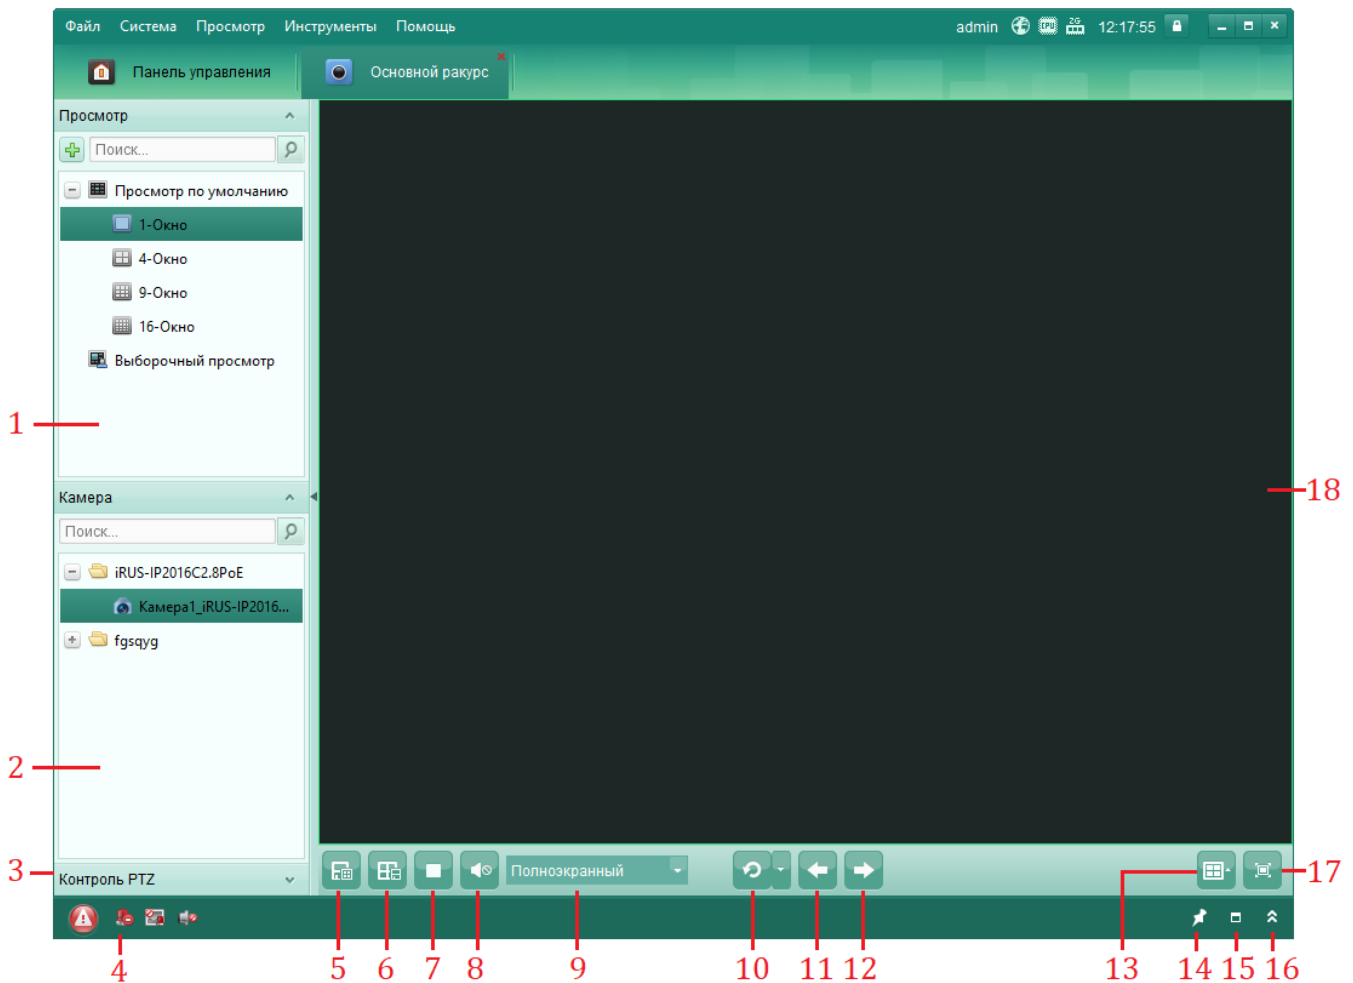 Файл Система Просмотр Инструменты Помощь admin CPU 2G 12:17:55
Панель управления Основной ракурс
Просмотр
Поиск...
Просмотр по умолчанию
1-Окно
4-Окно
9-Окно
16-Окно
Выборочный просмотр
1
Камера
18
Поиск...
iRUS-IP2016C2.8PoE
Камера1_iRUS-IP2016...
fgsqyg
2
3
Контроль PTZ
Полноэкранный
17
4 5 6 7 8 9 10 11 12 13 14 15 16